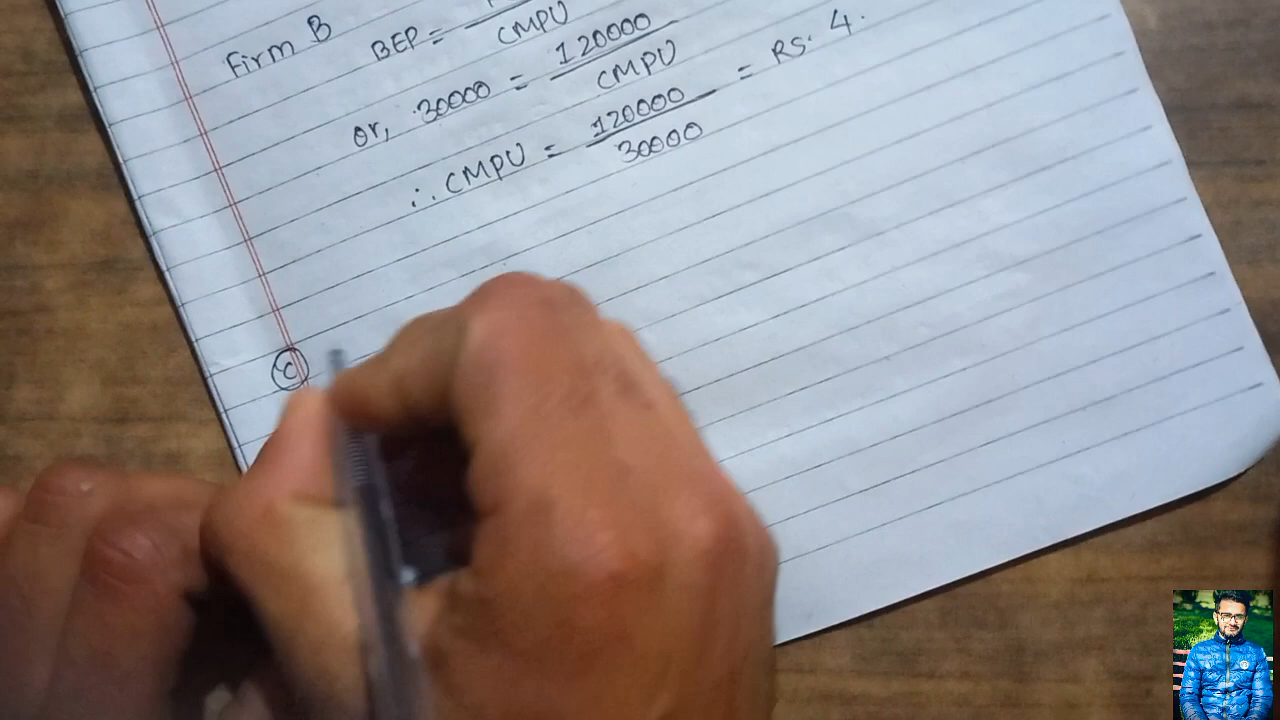 Firm B
BEP = / CMPU
or, 30000 = 120000 / CMPU
∴ CMPU = 120000 / 30000 = RS. 4.
(c)